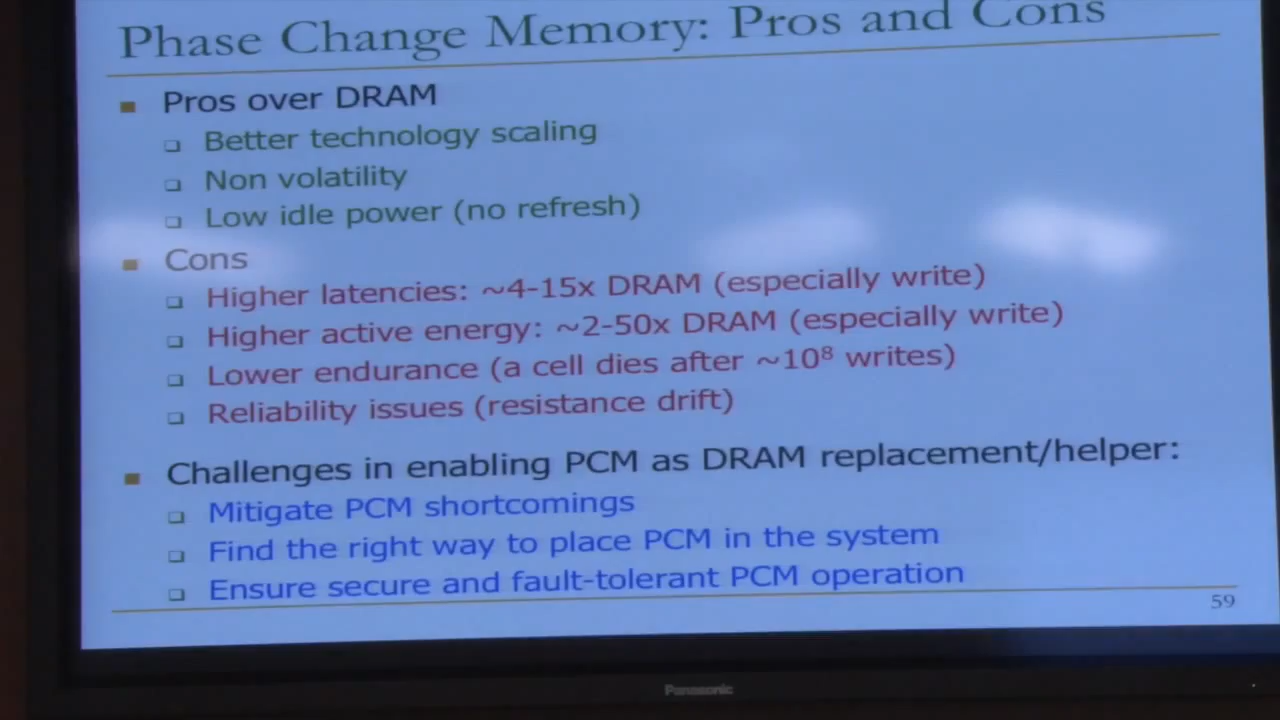 Phase Change Memory: Pros and Cons
Pros over DRAM
Better technology scaling
Non volatility
Low idle power (no refresh)
Cons
Higher latencies: ~4-15x DRAM (especially write)
Higher active energy: ~2-50x DRAM (especially write)
Lower endurance (a cell dies after ~10⁸ writes)
Reliability issues (resistance drift)
Challenges in enabling PCM as DRAM replacement/helper:
Mitigate PCM shortcomings
Find the right way to place PCM in the system
Ensure secure and fault-tolerant PCM operation
59
Panasonic